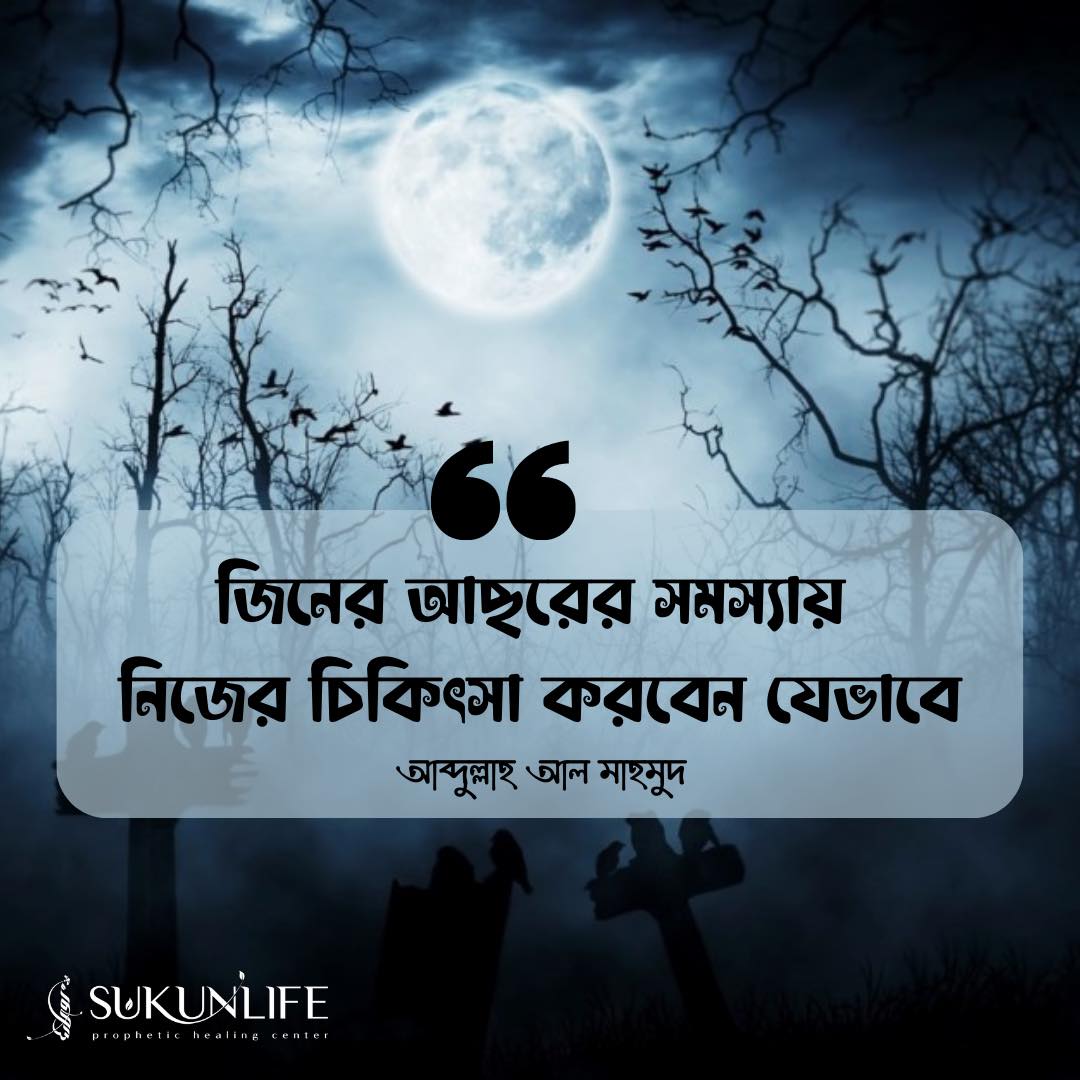 ❝
জিনের আছরের সমস্যায়
নিজের চিকিৎসা করবেন যেভাবে
আব্দুল্লাহ আল মাহমুদ
SUKUNLIFE
prophetic healing center